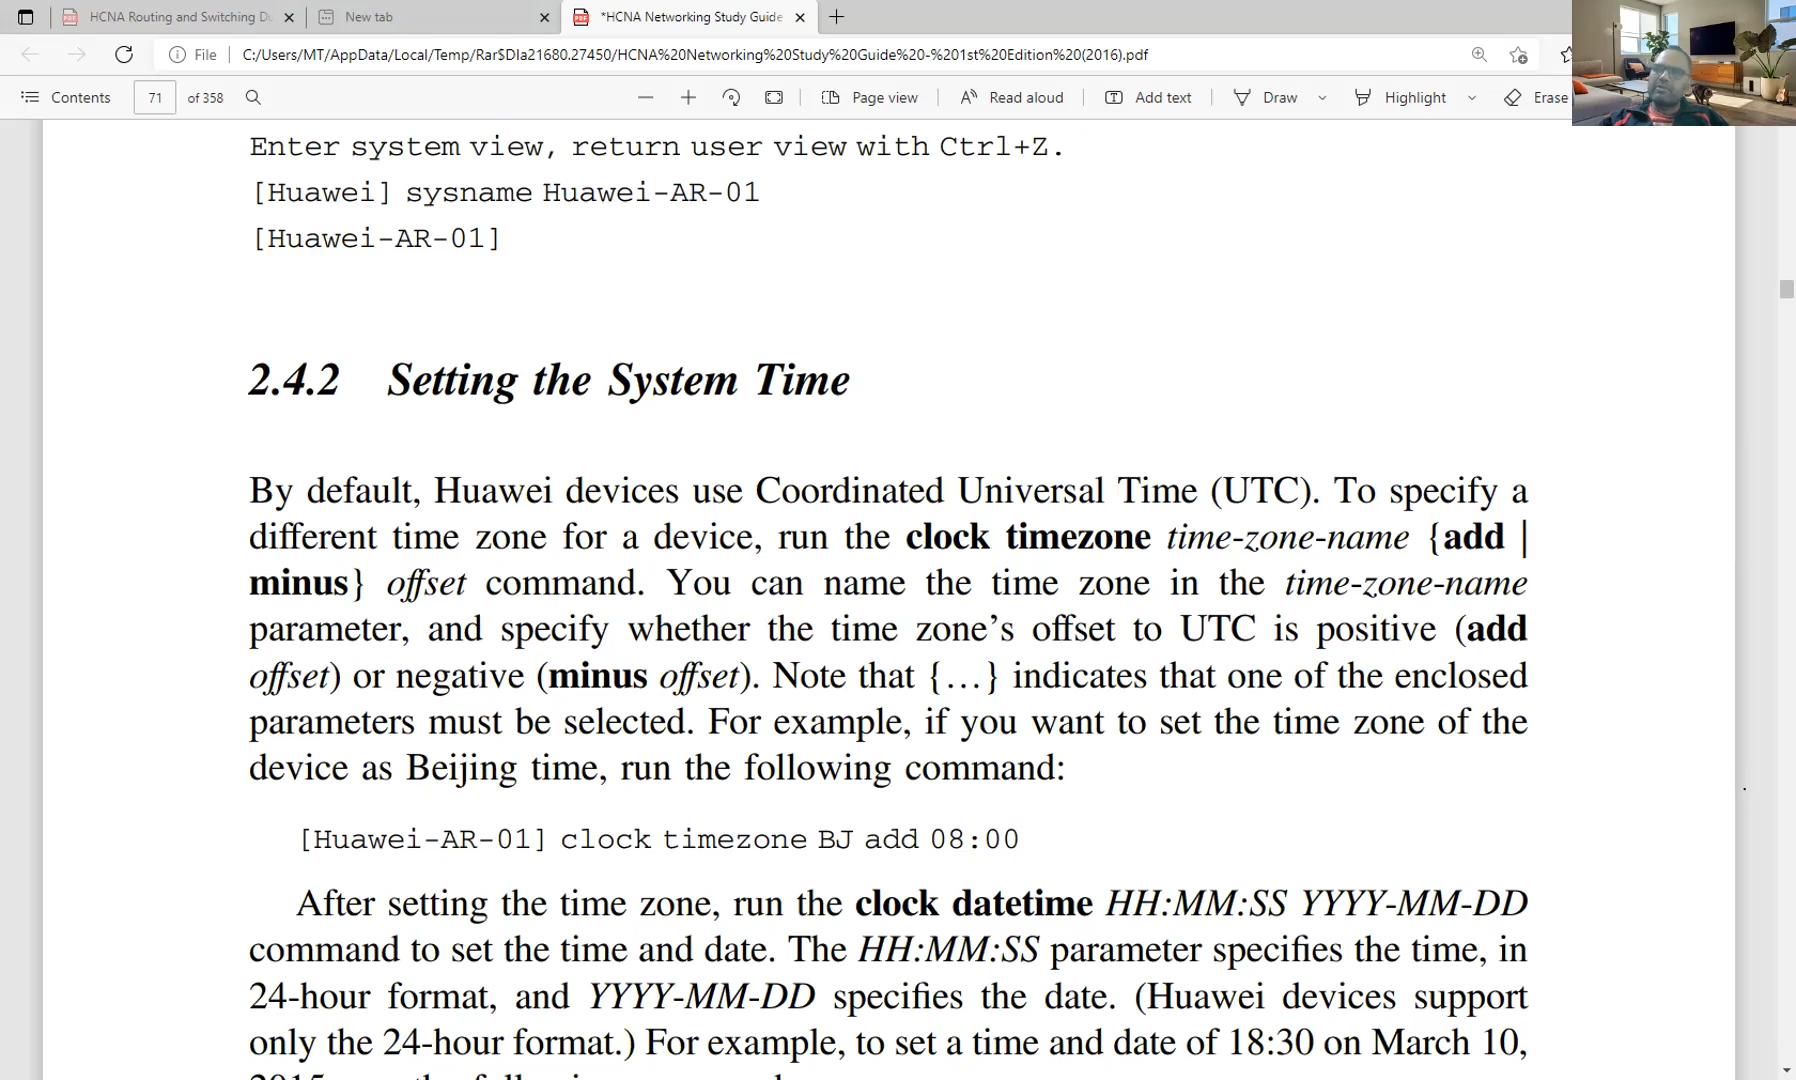 HCNA Routing and Switching D
New tab
*HCNA Networking Study Guide
File
C:/Users/MT/AppData/Local/Temp/Rar$DIa21680.27450/HCNA%20Networking%20Study%20Guide%20-%201st%20Edition%20(2016).pdf
Contents
71
of 358
Page view
Read aloud
Add text
Draw
Highlight
Erase
Enter system view, return user view with Ctrl+Z.
[Huawei] sysname Huawei-AR-01
[Huawei-AR-01]
2.4.2 Setting the System Time
By default, Huawei devices use Coordinated Universal Time (UTC). To specify a
different time zone for a device, run the clock timezone time-zone-name {add |
minus} offset command. You can name the time zone in the time-zone-name
parameter, and specify whether the time zone’s offset to UTC is positive (add
offset) or negative (minus offset). Note that {…} indicates that one of the enclosed
parameters must be selected. For example, if you want to set the time zone of the
device as Beijing time, run the following command:
[Huawei-AR-01] clock timezone BJ add 08:00
After setting the time zone, run the clock datetime HH:MM:SS YYYY-MM-DD
command to set the time and date. The HH:MM:SS parameter specifies the time, in
24-hour format, and YYYY-MM-DD specifies the date. (Huawei devices support
only the 24-hour format.) For example, to set a time and date of 18:30 on March 10,